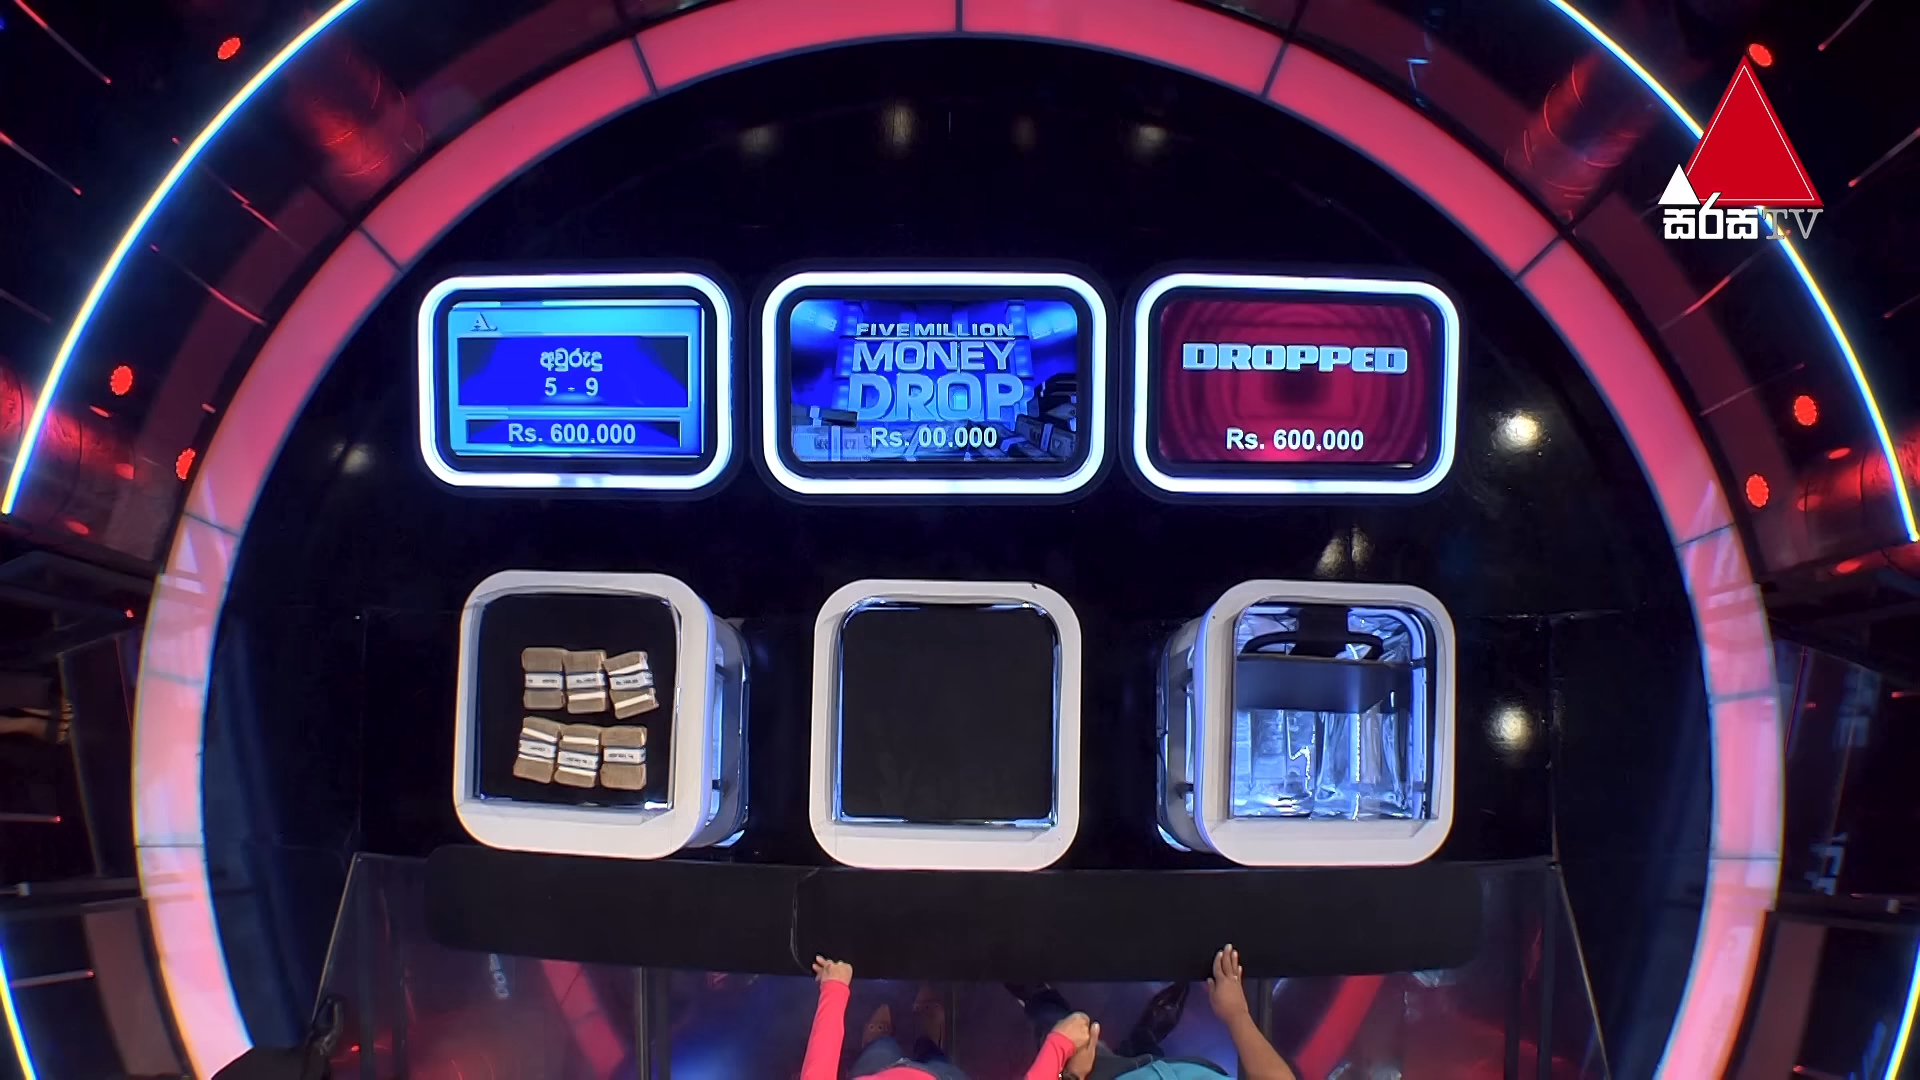 සිරස TV
A.
අවුරුදු
5 - 9
Rs. 600.000
FIVE MILLION
MONEY
DROP
Rs. 00.000
DROPPED
Rs. 600,000